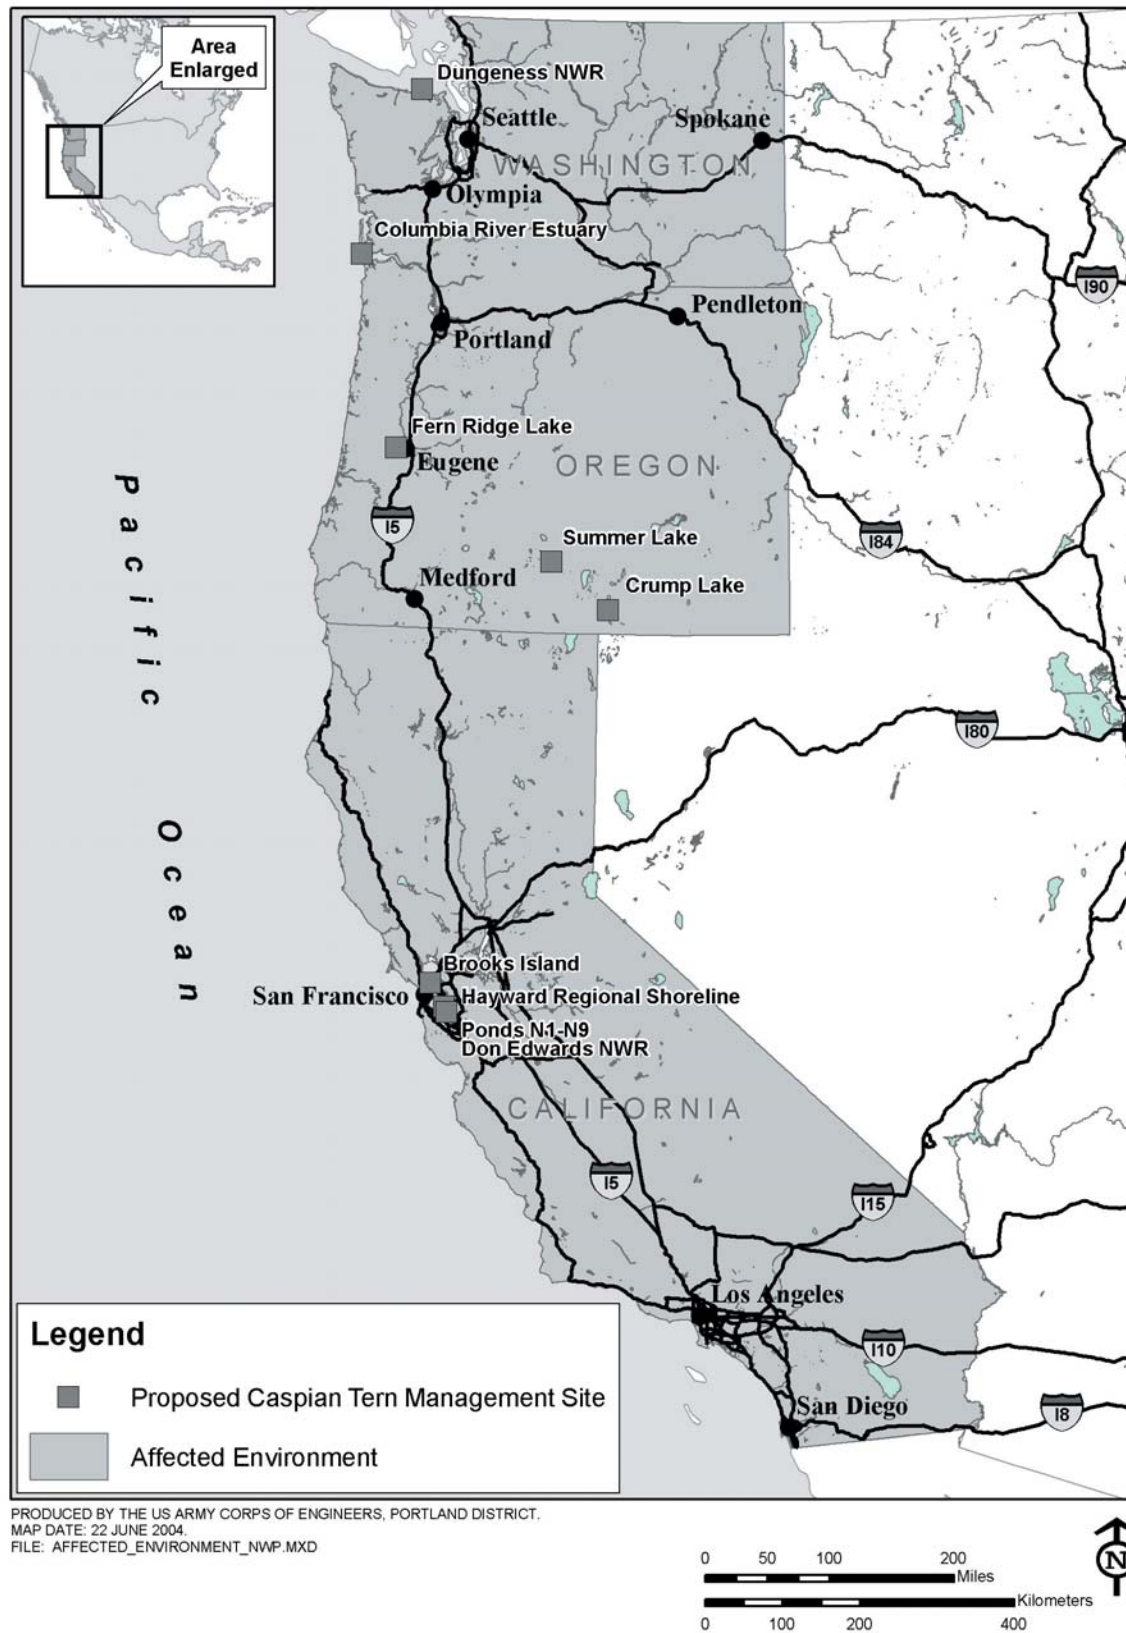 Area
Enlarged
Dungeness NWR
Seattle
Spokane
WASHINGTON
Olympia
Columbia River Estuary
I90
Pendleton
Portland
Fern Ridge Lake
Eugene
OREGON
I5
I84
Summer Lake
Medford
Crump Lake
Pacific Ocean
I80
Brooks Island
San Francisco
Hayward Regional Shoreline
Ponds N1-N9
Don Edwards NWR
CALIFORNIA
I5
I15
Los Angeles
I10
San Diego
I8
Legend
Proposed Caspian Tern Management Site
Affected Environment
PRODUCED BY THE US ARMY CORPS OF ENGINEERS, PORTLAND DISTRICT.
MAP DATE: 22 JUNE 2004.
FILE: AFFECTED_ENVIRONMENT_NWP.MXD
N
0 50 100 200
Miles
Kilometers
0 100 200 400